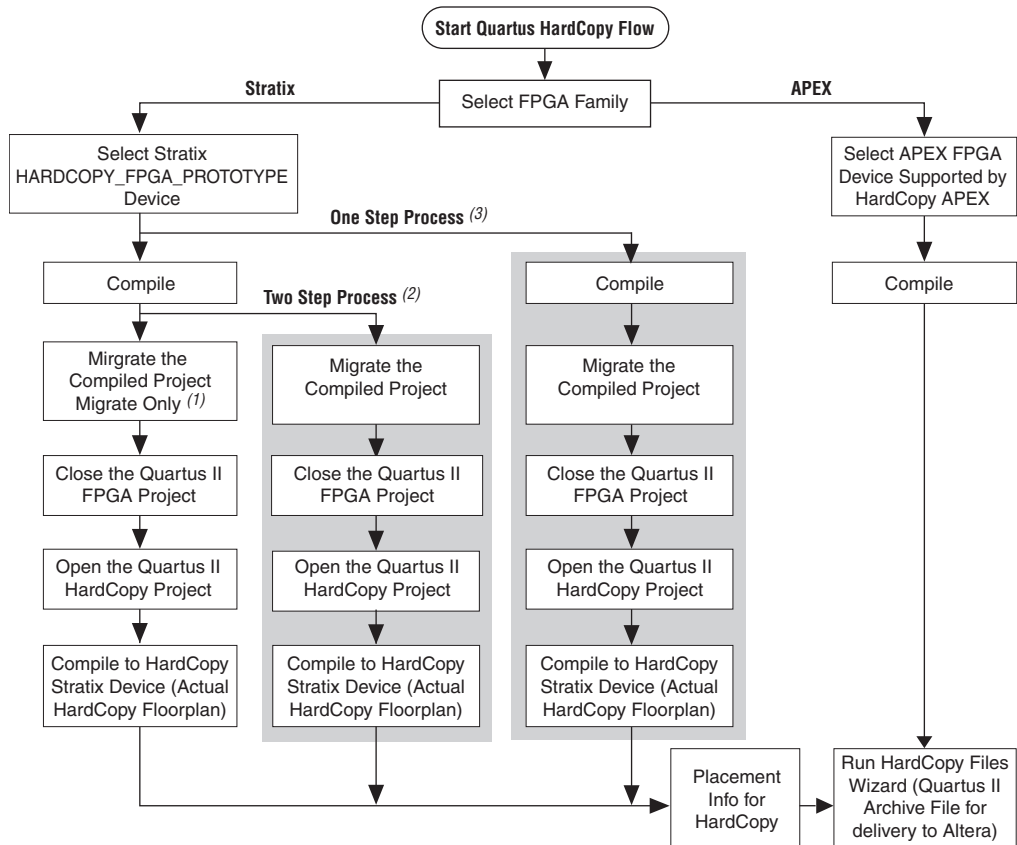 Start Quartus HardCopy Flow
Stratix
Select FPGA Family
APEX
Select Stratix
HARDCOPY_FPGA_PROTOTYPE
Device
Select APEX FPGA
Device Supported by
HardCopy APEX
One Step Process (3)
Compile
Compile
Compile
Two Step Process (2)
Mirgrate the
Compiled Project
Migrate Only (1)
Migrate the
Compiled Project
Migrate the
Compiled Project
Close the Quartus II
FPGA Project
Close the Quartus II
FPGA Project
Close the Quartus II
FPGA Project
Open the Quartus II
HardCopy Project
Open the Quartus II
HardCopy Project
Open the Quartus II
HardCopy Project
Compile to HardCopy
Stratix Device (Actual
HardCopy Floorplan)
Compile to HardCopy
Stratix Device (Actual
HardCopy Floorplan)
Compile to HardCopy
Stratix Device (Actual
HardCopy Floorplan)
Placement
Info for
HardCopy
Run HardCopy Files
Wizard (Quartus II
Archive File for
delivery to Altera)